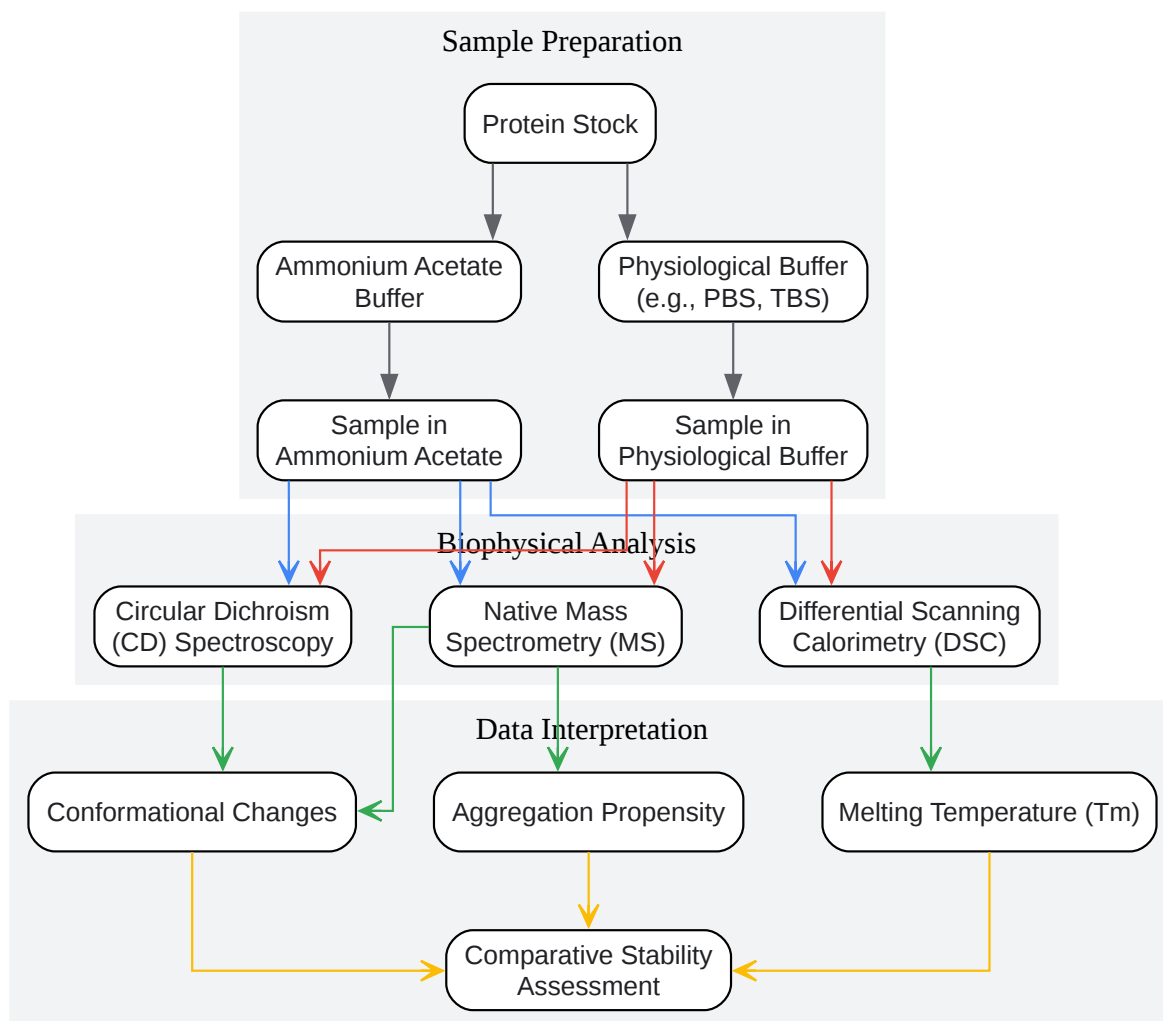 Sample Preparation
Protein Stock
Ammonium Acetate
Buffer
Physiological Buffer
(e.g., PBS, TBS)
Sample in
Ammonium Acetate
Sample in
Physiological Buffer
Biophysical Analysis
Circular Dichroism
(CD) Spectroscopy
Native Mass
Spectrometry (MS)
Differential Scanning
Calorimetry (DSC)
Data Interpretation
Conformational Changes
Aggregation Propensity
Melting Temperature (Tm)
Comparative Stability
Assessment